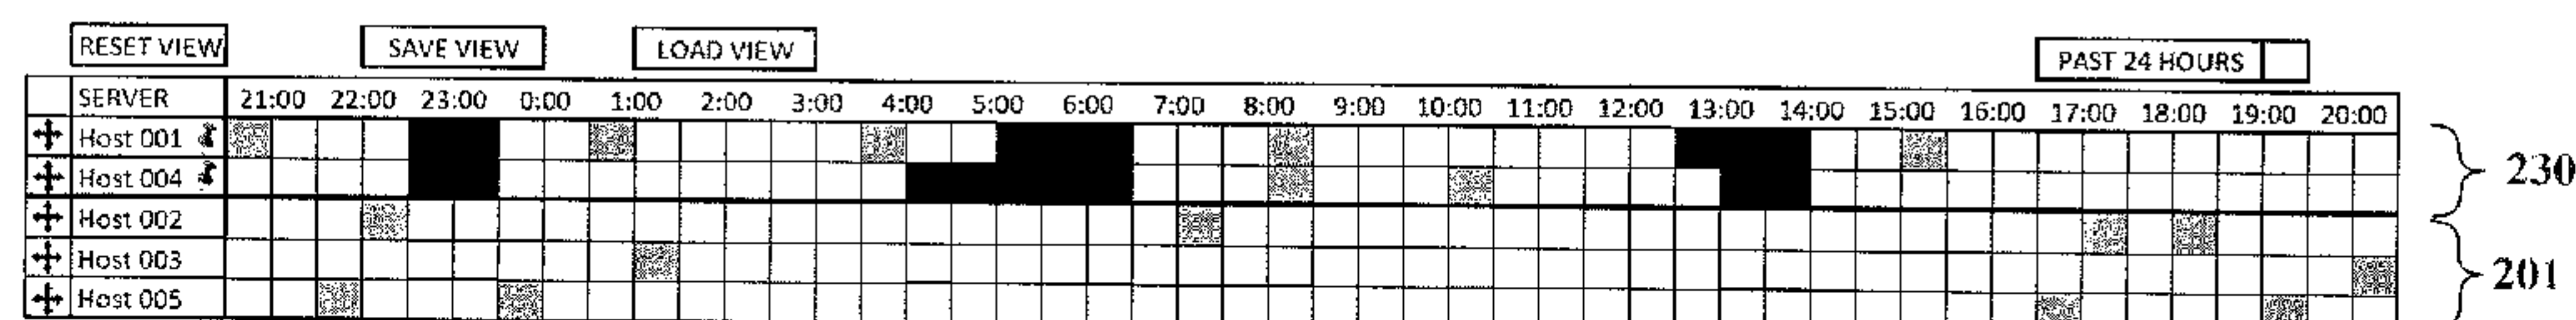 RESET VIEW SAVE VIEW LOAD VIEW PAST 24 HOURS
SERVER 21:00 22:00 23:00 0:00 1:00 2:00 3:00 4:00 5:00 6:00 7:00 8:00 9:00 10:00 11:00 12:00 13:00 14:00 15:00 16:00 17:00 18:00 19:00 20:00
Host 001
Host 004
230
Host 002
Host 003
201
Host 005